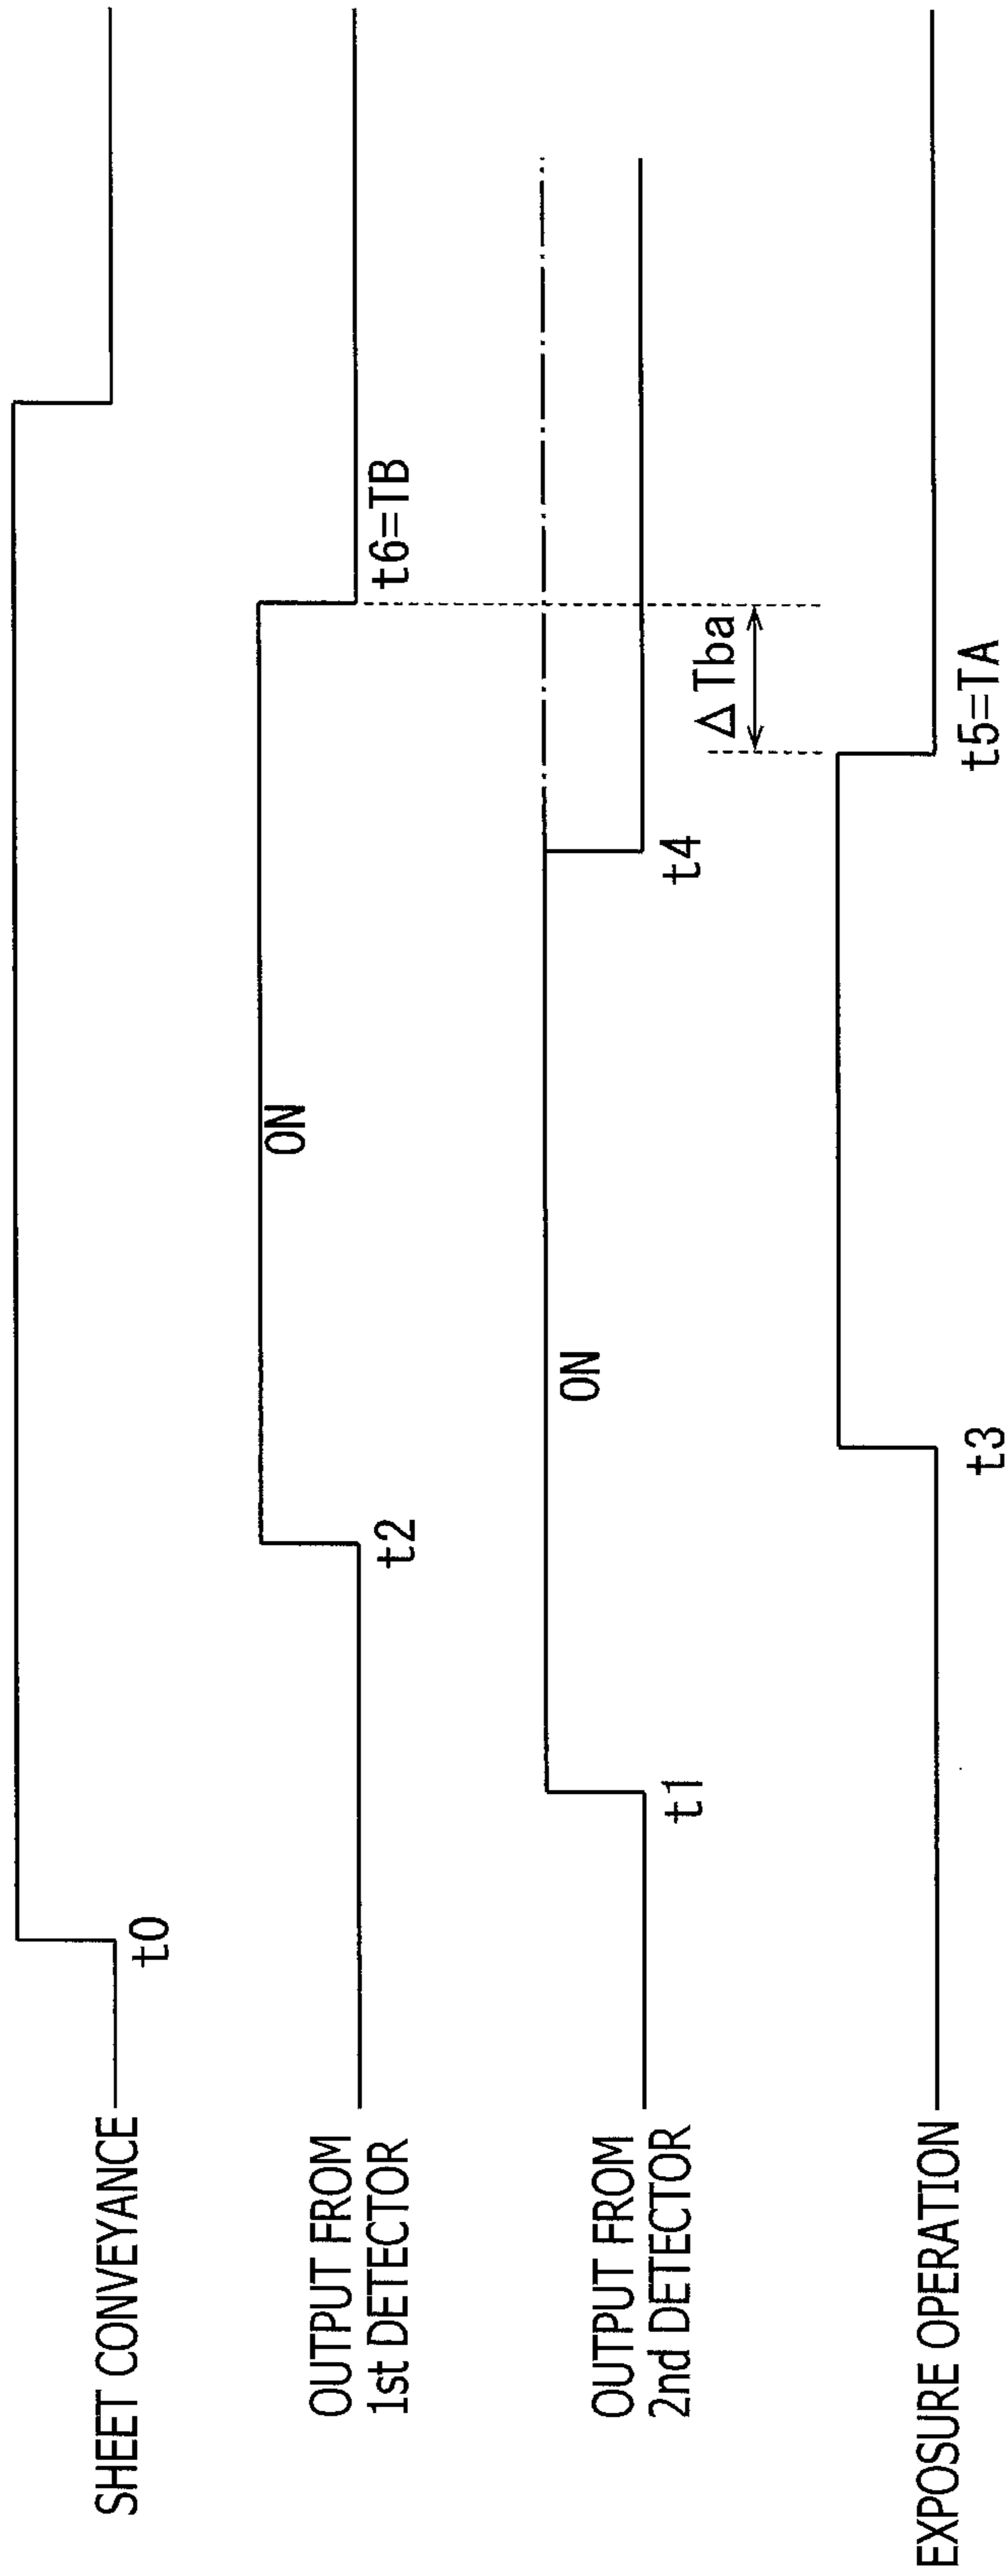 SHEET CONVEYANCE
t0
OUTPUT FROM
1st DETECTOR
t2
ON
t6=TB
OUTPUT FROM
2nd DETECTOR
t1
ON
t4
Δ Tba
EXPOSURE OPERATION
t3
t5=TA